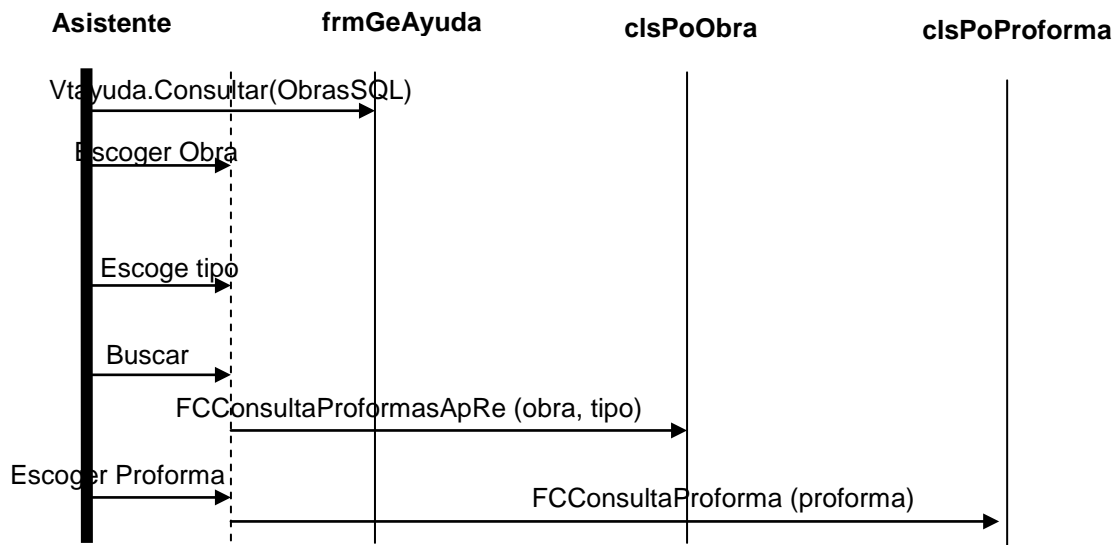 Asistente
frmGeAyuda
clsPoObra
clsPoProforma
Vtayuda.Consultar(ObrasSQL)
Escoger Obra
Escoge tipo
Buscar
FCConsultaProformasApRe (obra, tipo)
Escoger Proforma
FCConsultaProforma (proforma)